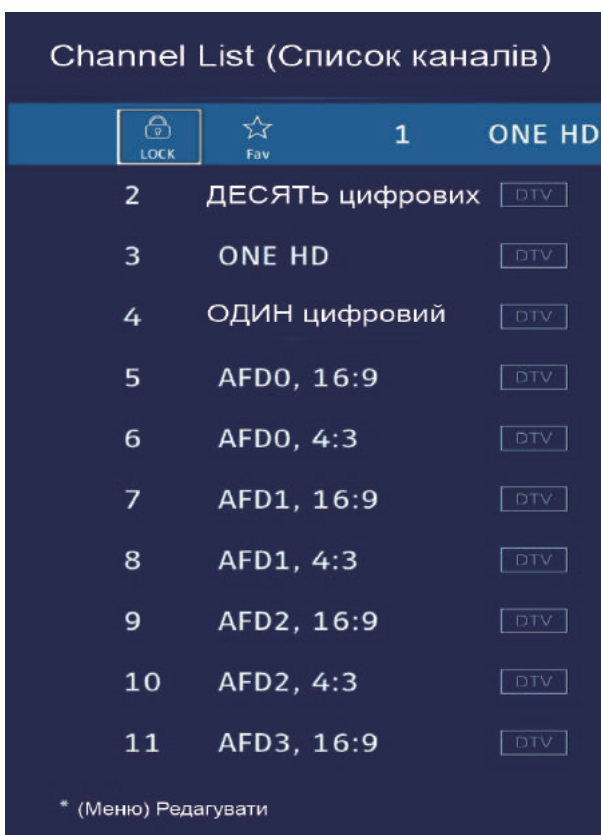 Channel List (Список каналів)
LOCK Fav 1 ONE HD
2 ДЕСЯТЬ цифрових DTV
3 ONE HD DTV
4 ОДИН цифровий DTV
5 AFD0, 16:9 DTV
6 AFD0, 4:3 DTV
7 AFD1, 16:9 DTV
8 AFD1, 4:3 DTV
9 AFD2, 16:9 DTV
10 AFD2, 4:3 DTV
11 AFD3, 16:9 DTV
* (Меню) Редагувати